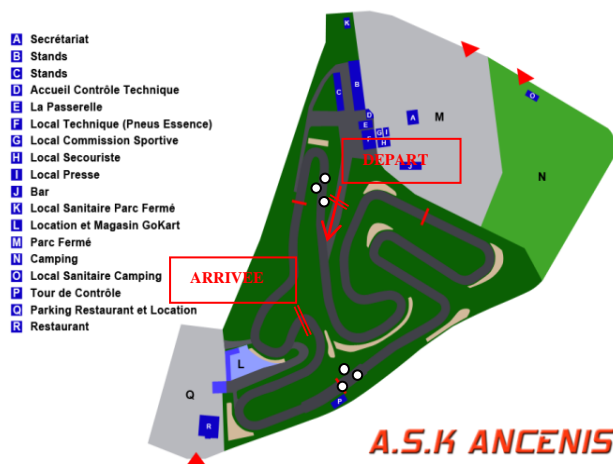 A Secrétariat
B Stands
C Stands
D Accueil Contrôle Technique
E La Passerelle
F Local Technique (Pneus Essence)
G Local Commission Sportive
H Local Secouriste
I Local Presse
J Bar
K Local Sanitaire Parc Fermé
L Location et Magasin GoKart
M Parc Fermé
N Camping
O Local Sanitaire Camping
P Tour de Contrôle
Q Parking Restaurant et Location
R Restaurant
K
B
C
D
E
F
A
G I
H
M
O
DEPART
N
ARRIVEE
L
Q
R
P
A.S.K ANCENIS